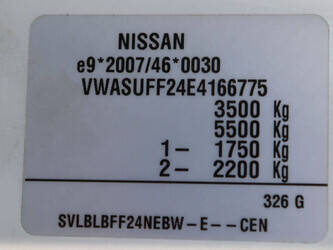 NISSAN
e9*2007/46*0030
VWASUFF24E4166775
3500 Kg
5500 Kg
1- 1750 Kg
2- 2200 Kg
326 G
SVLBLBFF24NEBW-E--CEN